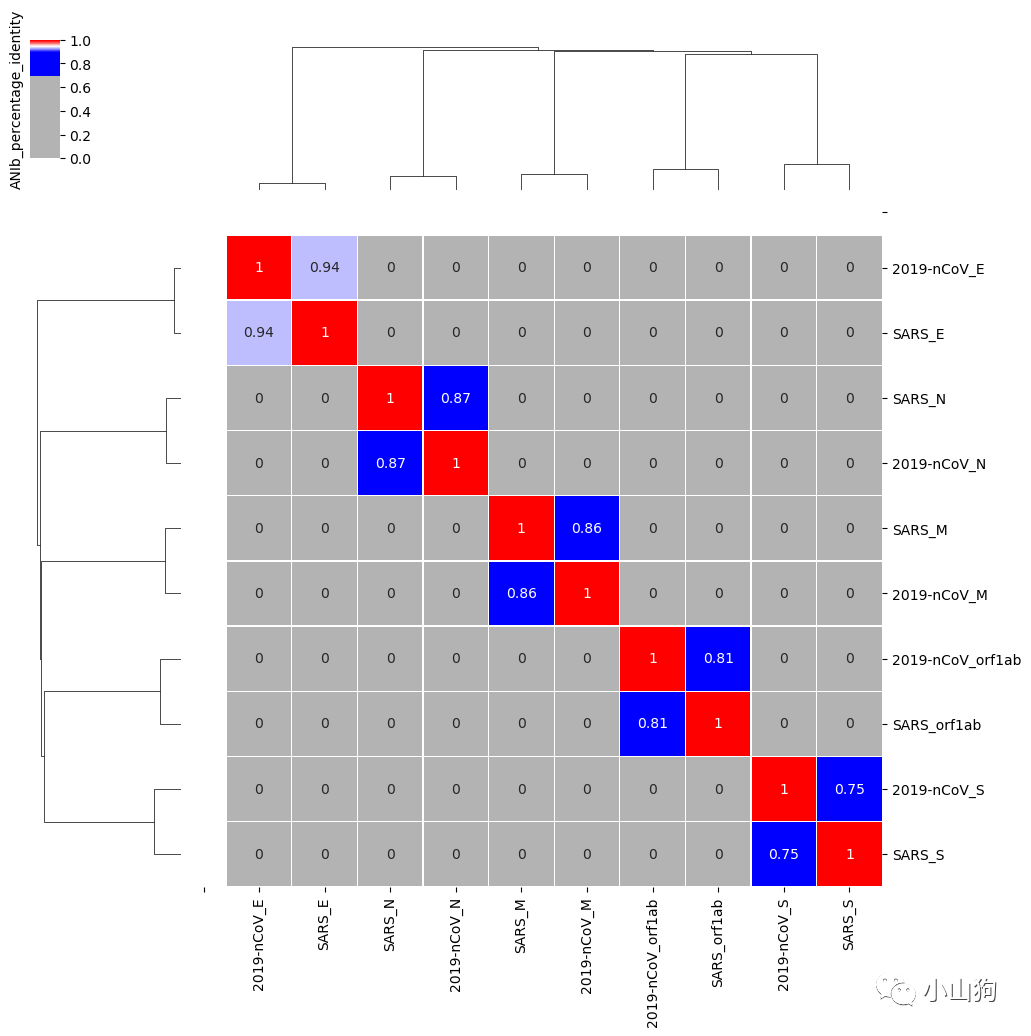 ANIb_percentage_identity
1.0
0.8
0.6
0.4
0.2
0.0
1 0.94 0 0 0 0 0 0 0 0 2019-nCoV_E
0.94 1 0 0 0 0 0 0 0 0 SARS_E
0 0 1 0.87 0 0 0 0 0 0 SARS_N
0 0 0.87 1 0 0 0 0 0 0 2019-nCoV_N
0 0 0 0 1 0.86 0 0 0 0 SARS_M
0 0 0 0 0.86 1 0 0 0 0 2019-nCoV_M
0 0 0 0 0 0 1 0.81 0 0 2019-nCoV_orf1ab
0 0 0 0 0 0 0.81 1 0 0 SARS_orf1ab
0 0 0 0 0 0 0 0 1 0.75 2019-nCoV_S
0 0 0 0 0 0 0 0 0.75 1 SARS_S
2019-nCoV_E
SARS_E
SARS_N
2019-nCoV_N
SARS_M
2019-nCoV_M
2019-nCoV_orf1ab
SARS_orf1ab
2019-nCoV_S
SARS_S
小山狗